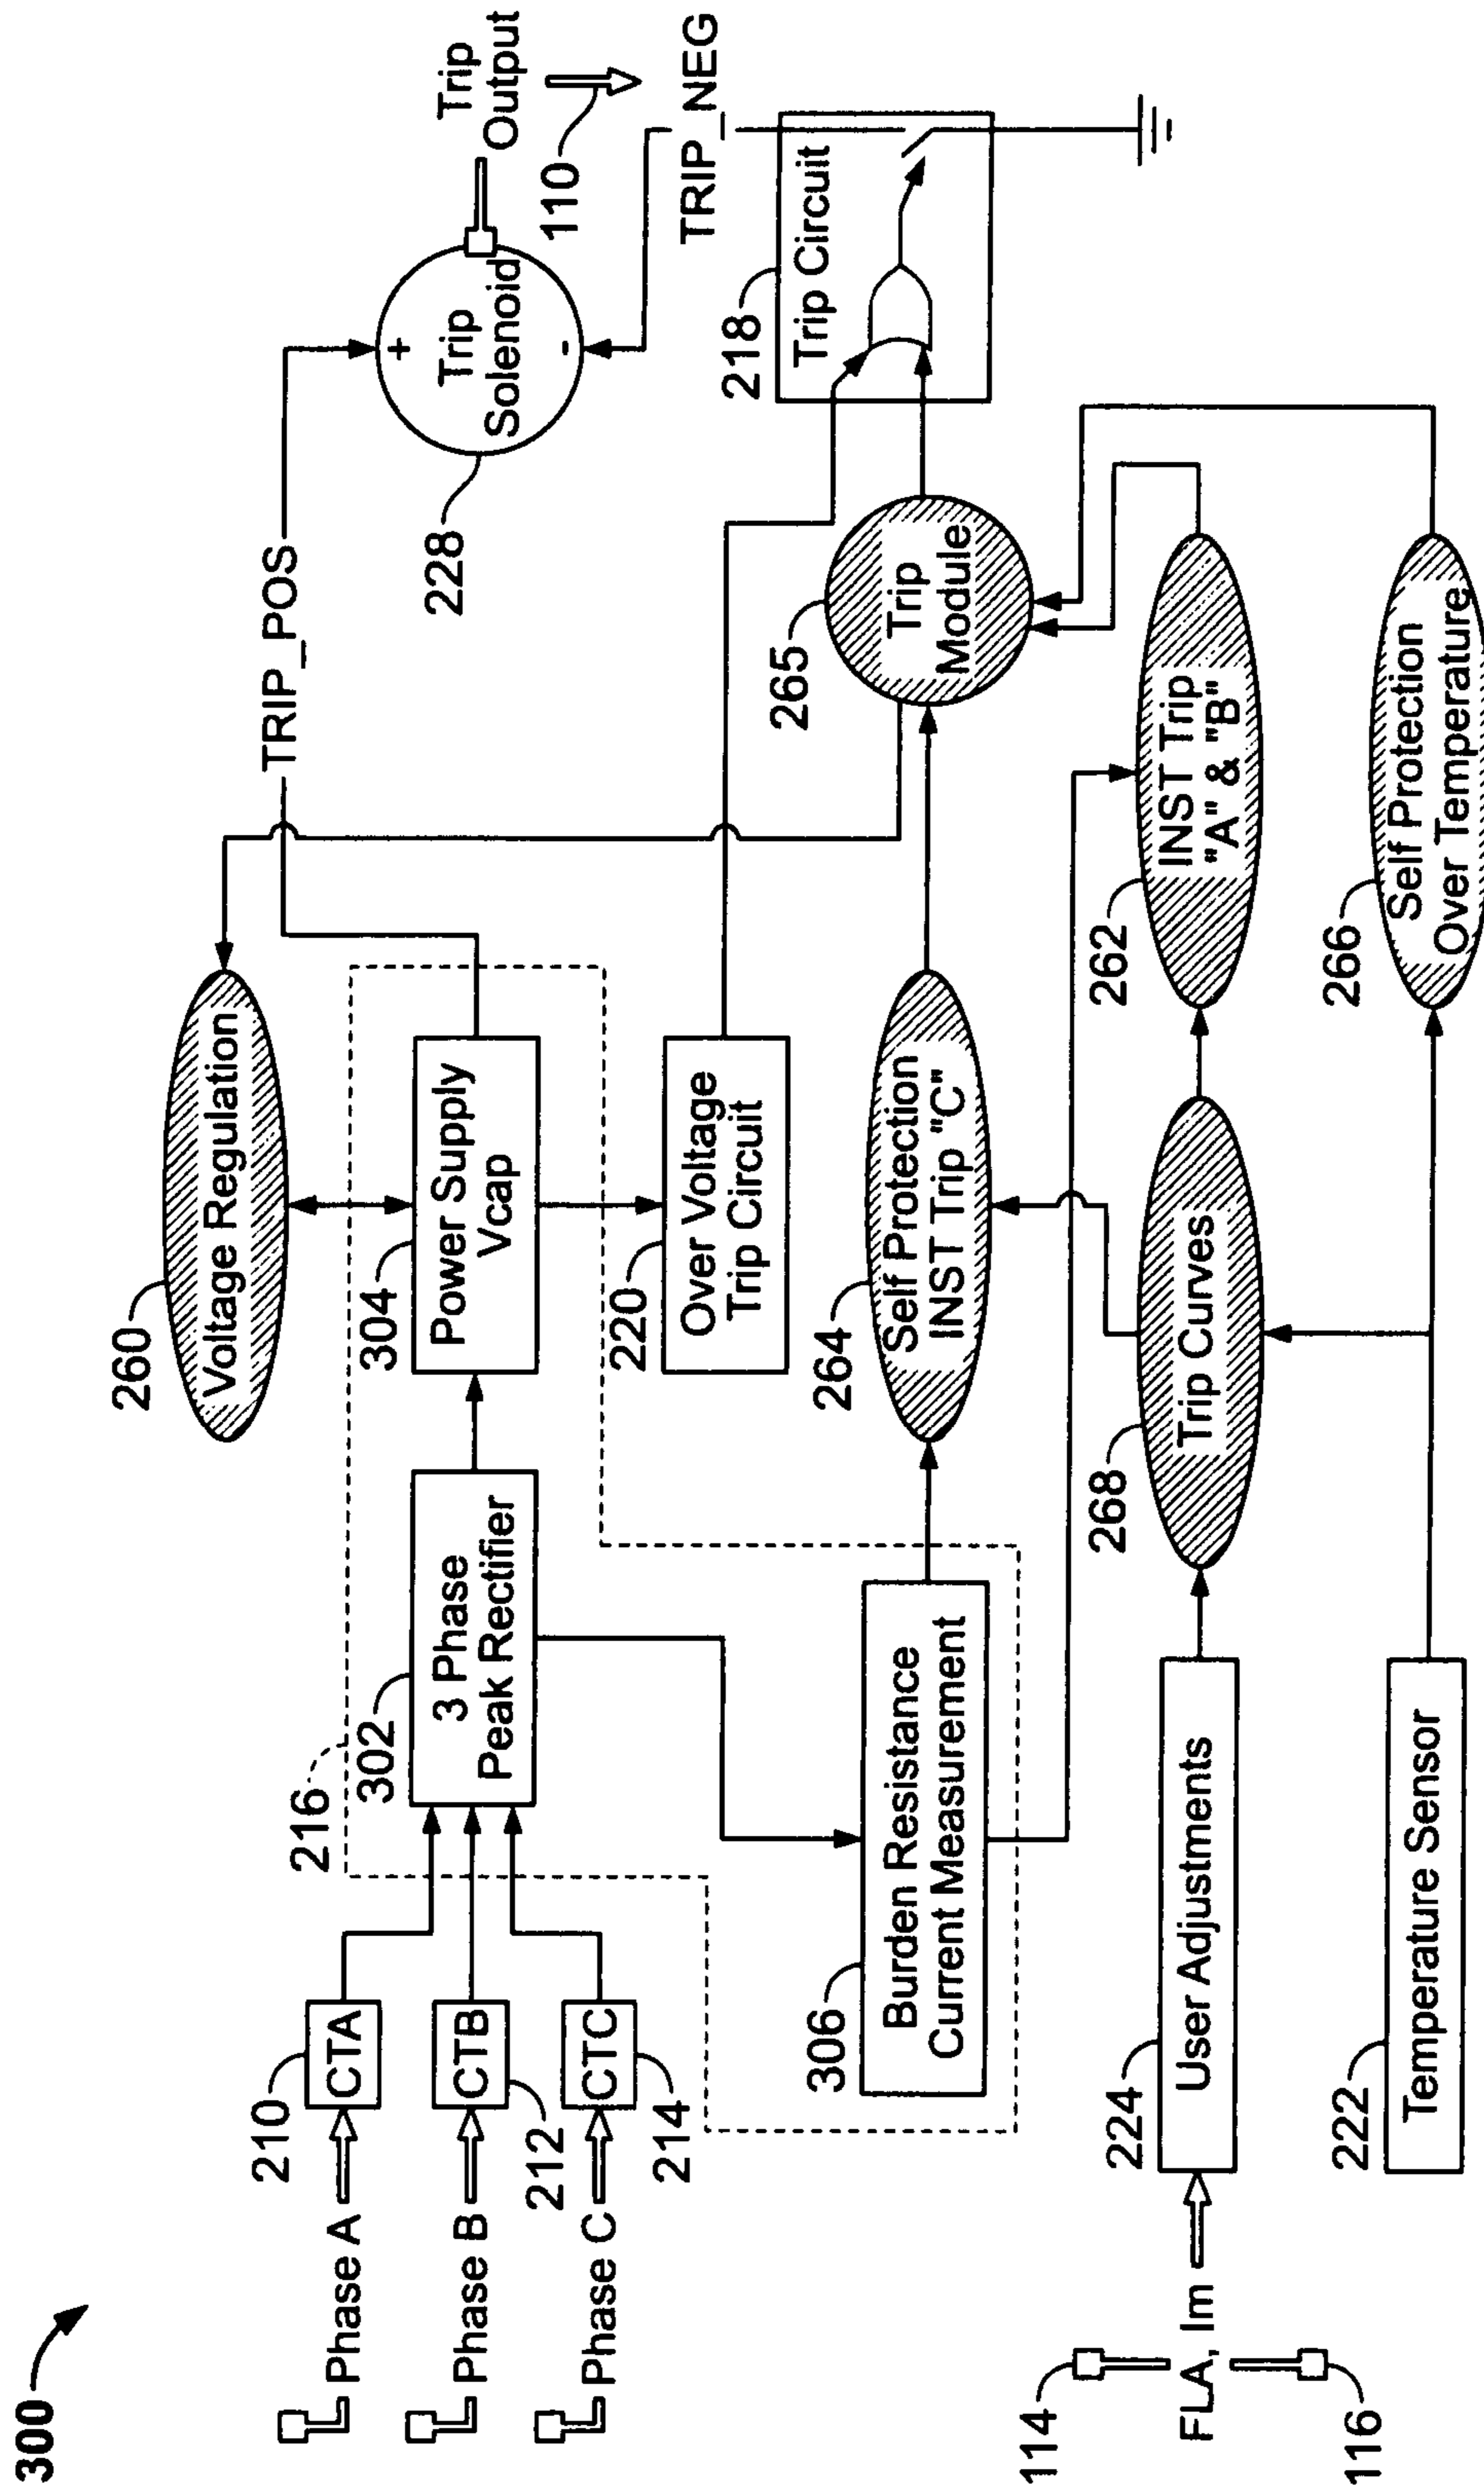 300
Phase A
Phase B
Phase C
210
CTA
212
CTB
214
CTC
216
302
3 Phase
Peak Rectifier
304
Power Supply
Vcap
260
Voltage Regulation
TRIP_POS
228
+
Trip
Solenoid
-
Trip
Output
110
TRIP_NEG
220
Over Voltage
Trip Circuit
218
Trip Circuit
306
Burden Resistance
Current Measurement
264
Self Protection
INST Trip "C"
265
Trip
Module
114
FLA, Im
116
224
User Adjustments
268
Trip Curves
262
INST Trip
"A" & "B"
222
Temperature Sensor
266
Self Protection
Over Temperature